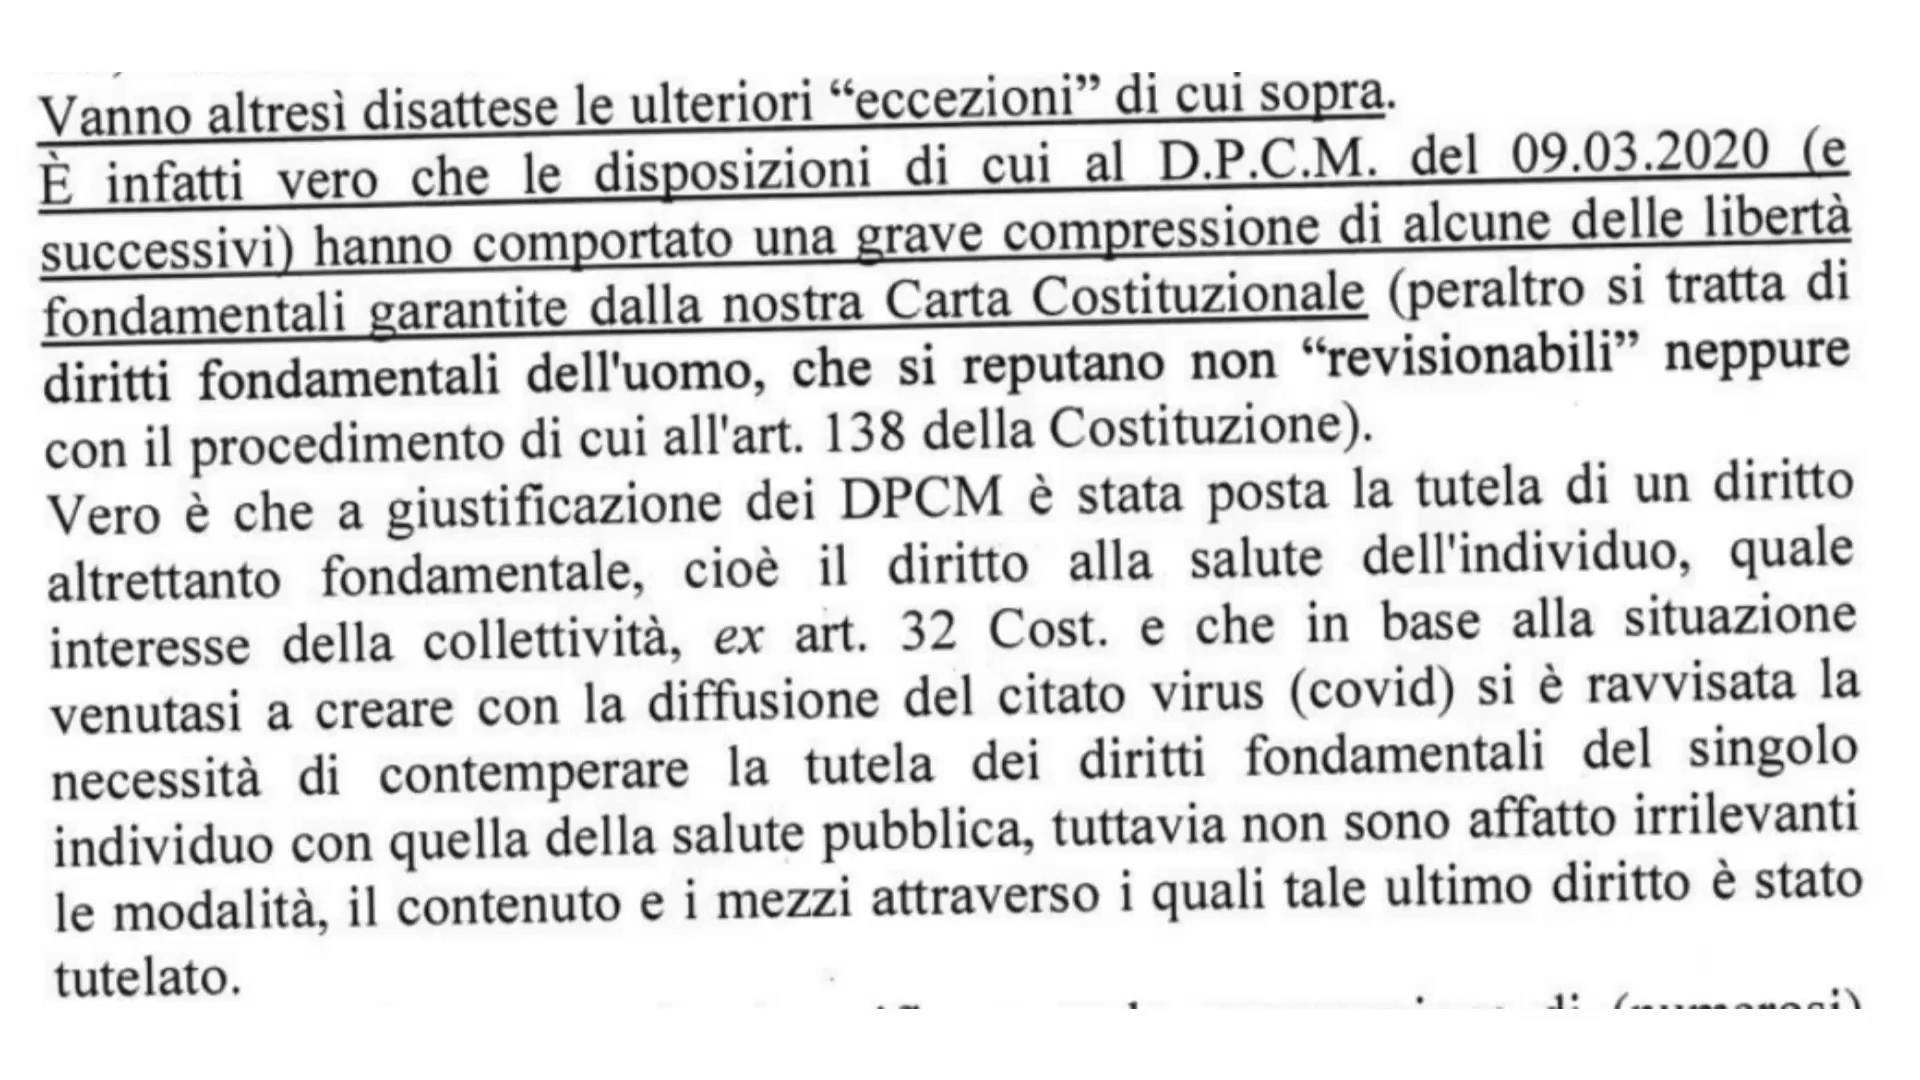 Vanno altresì disattese le ulteriori “eccezioni” di cui sopra.
È infatti vero che le disposizioni di cui al D.P.C.M. del 09.03.2020 (e
successivi) hanno comportato una grave compressione di alcune delle libertà
fondamentali garantite dalla nostra Carta Costituzionale (peraltro si tratta di
diritti fondamentali dell'uomo, che si reputano non “revisionabili” neppure
con il procedimento di cui all'art. 138 della Costituzione).
Vero è che a giustificazione dei DPCM è stata posta la tutela di un diritto
altrettanto fondamentale, cioè il diritto alla salute dell'individuo, quale
interesse della collettività, ex art. 32 Cost. e che in base alla situazione
venutasi a creare con la diffusione del citato virus (covid) si è ravvisata la
necessità di contemperare la tutela dei diritti fondamentali del singolo
individuo con quella della salute pubblica, tuttavia non sono affatto irrilevanti
le modalità, il contenuto e i mezzi attraverso i quali tale ultimo diritto è stato
tutelato.
di (numerosi)